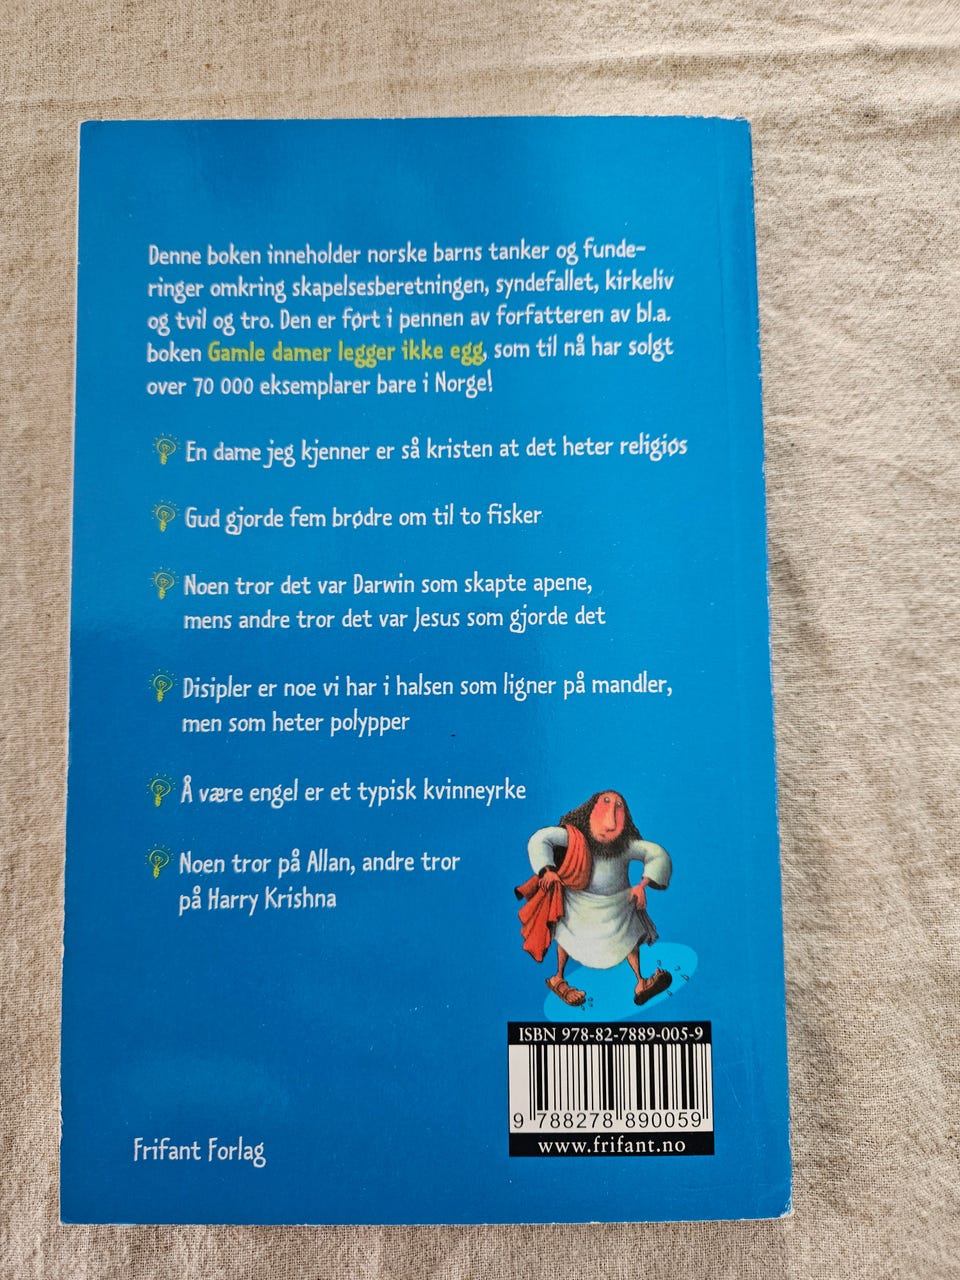 Denne boken inneholder norske barns tanker og funde-
ringer omkring skapelsesberetningen, syndefallet, kirkeliv
og tvil og tro. Den er ført i pennen av forfatteren av bl.a.
boken Gamle damer legger ikke egg, som til nå har solgt
over 70 000 eksemplarer bare i Norge!
En dame jeg kjenner er så kristen at det heter religiøs
Gud gjorde fem brødre om til to fisker
Noen tror det var Darwin som skapte apene,
mens andre tror det var Jesus som gjorde det
Disipler er noe vi har i halsen som ligner på mandler,
men som heter polypper
Å være engel er et typisk kvinneyrke
Noen tror på Allan, andre tror
på Harry Krishna
ISBN 978-82-7889-005-9
9 788278 890059
www.frifant.no
Frifant Forlag